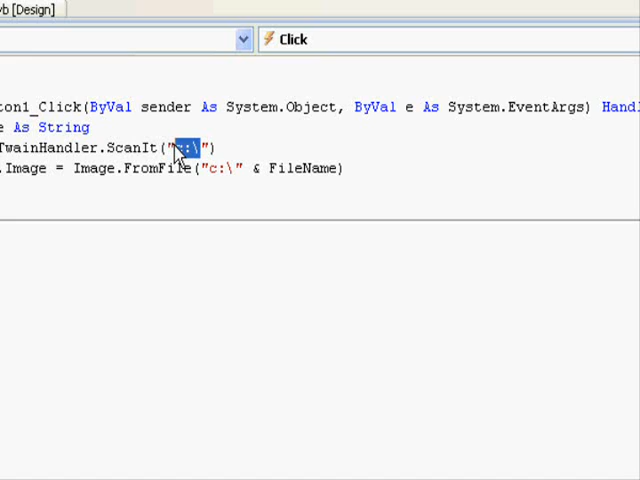 vb [Design]
Click
ton1_Click(ByVal sender As System.Object, ByVal e As System.EventArgs) Handl
e As String
TwainHandler.ScanIt("c:\")
.Image = Image.FromFile("c:\" & FileName)